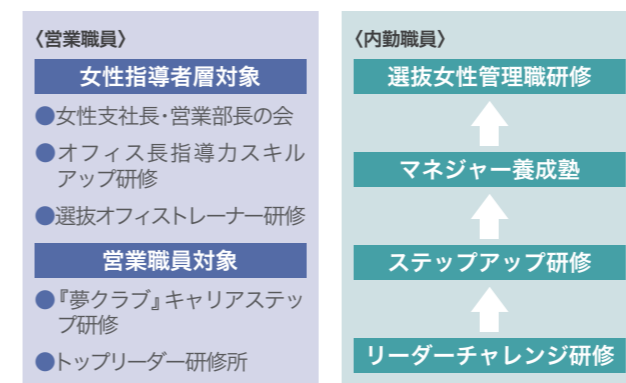 〈営業職員〉
女性指導者層対象
●女性支社長・営業部長の会
●オフィス長指導力スキル
アップ研修
●選抜オフィストレーナー研修
営業職員対象
●『夢クラブ』キャリアステッ
プ研修
●トップリーダー研修所
〈内勤職員〉
選抜女性管理職研修
マネジャー養成塾
ステップアップ研修
リーダーチャレンジ研修